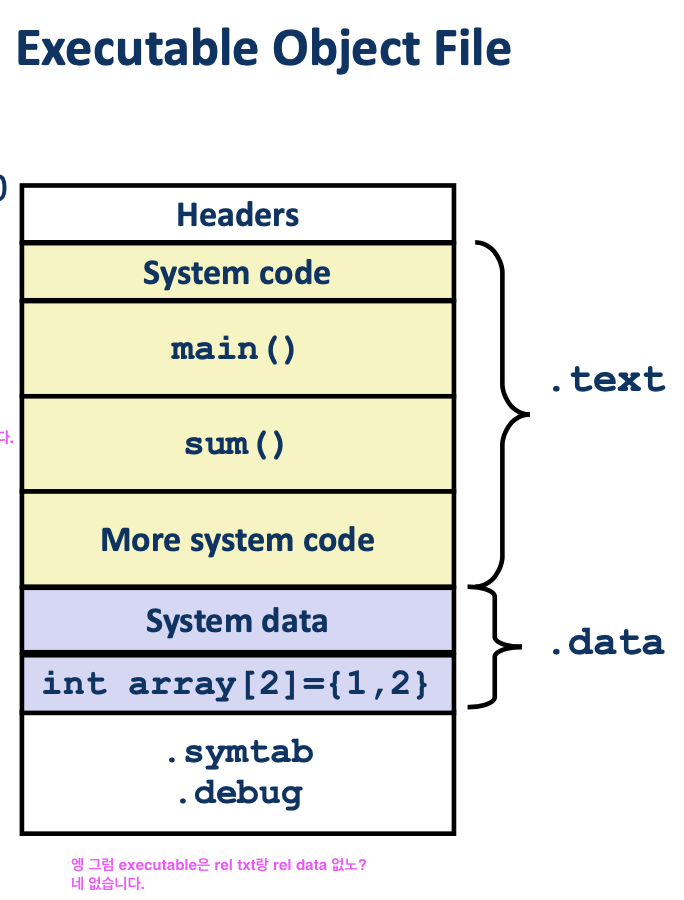 Executable Object File
0
Headers
System code
main()
.text
다.
sum()
More system code
System data
.data
int array[2]={1,2}
.symtab
.debug
엥 그럼 executable은 rel txt랑 rel data 없노?
네 없습니다.